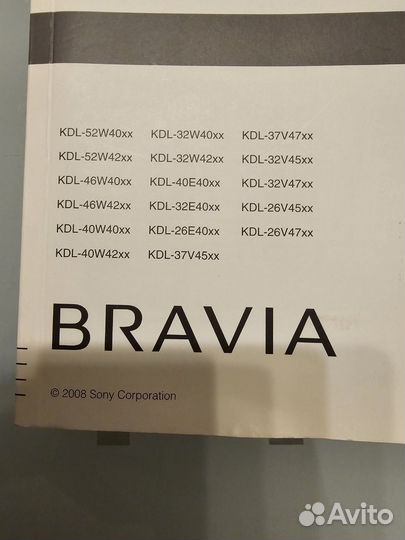 KDL-52W40xx KDL-32W40xx KDL-37V47xx
KDL-52W42xx KDL-32W42xx KDL-32V45xx
KDL-46W40xx KDL-40E40xx KDL-32V47xx
KDL-46W42xx KDL-32E40xx KDL-26V45xx
KDL-40W40xx KDL-26E40xx KDL-26V47xx
KDL-40W42xx KDL-37V45xx
BRAVIA
© 2008 Sony Corporation
Avito